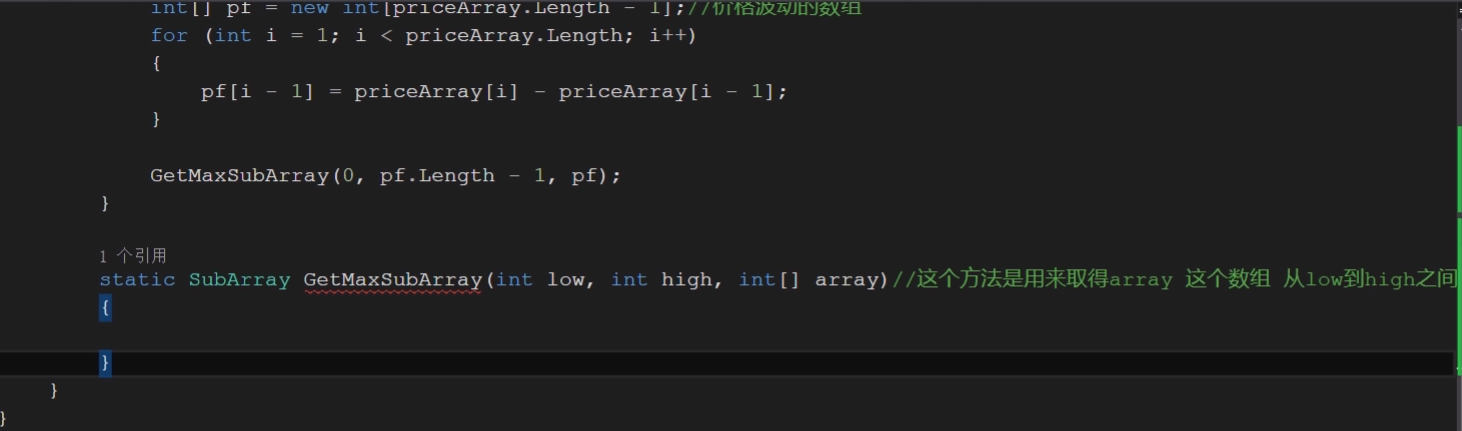 int[] pf = new int[priceArray.Length - 1];//价格波动的数组
for (int i = 1; i < priceArray.Length; i++)
{
pf[i - 1] = priceArray[i] - priceArray[i - 1];
}
GetMaxSubArray(0, pf.Length - 1, pf);
}
1 个引用
static SubArray GetMaxSubArray(int low, int high, int[] array)//这个方法是用来取得array 这个数组 从low到high之间
{
}
}
}